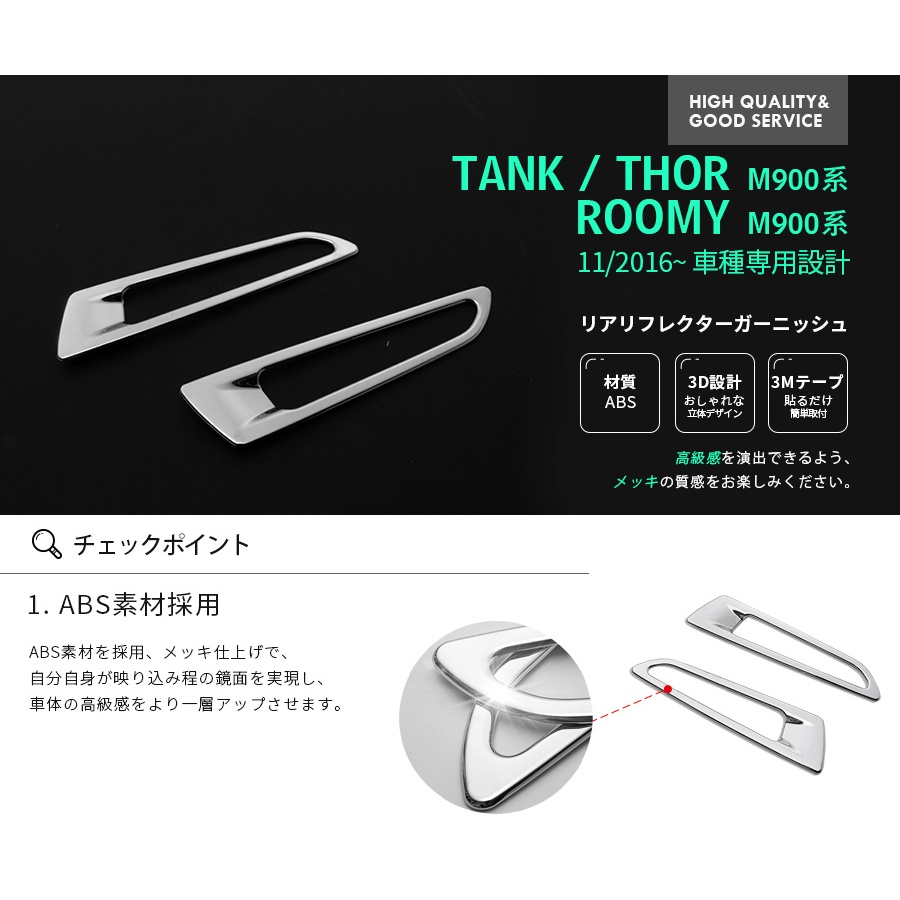 HIGH QUALITY&
GOOD SERVICE
TANK / THOR M900系
ROOMY M900系
11/2016~ 車種専用設計
リアリフレクターガーニッシュ
材質
ABS
3D設計
おしゃれな
立体デザイン
3Mテープ
貼るだけ
簡単取付
高級感を演出できるよう、
メッキの質感をお楽しみください。
チェックポイント
1. ABS素材採用
ABS素材を採用、メッキ仕上げで、
自分自身が映り込み程の鏡面を実現し、
車体の高級感をより一層アップさせます。